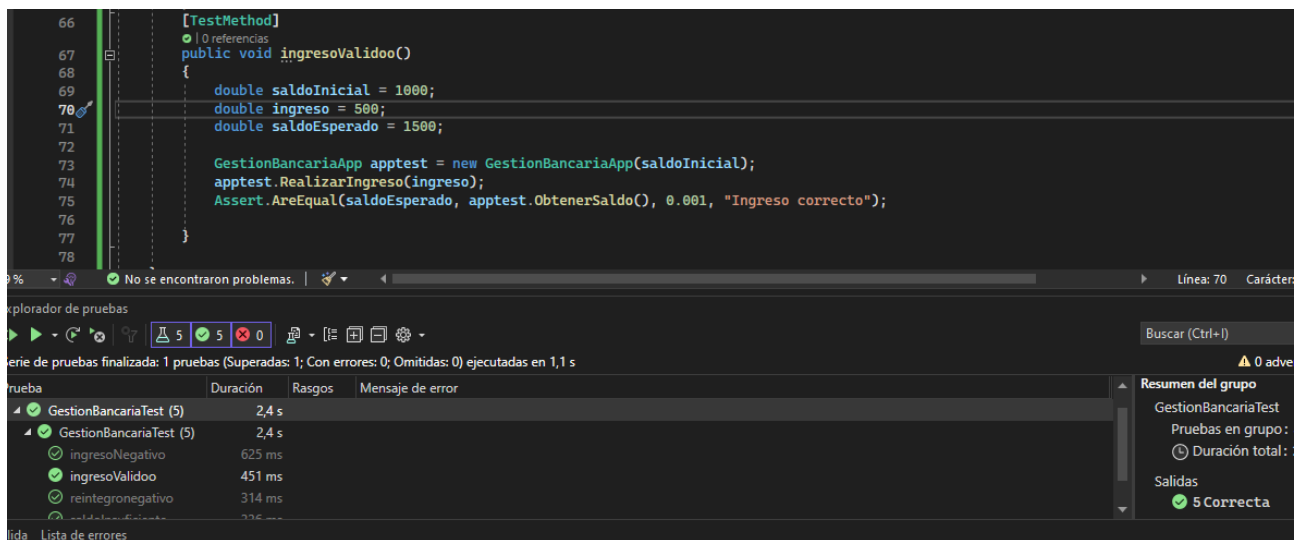 66 [TestMethod]
0 referencias
67 public void ingresoValidoo()
68 {
69 double saldoInicial = 1000;
70 double ingreso = 500;
71 double saldoEsperado = 1500;
72
73 GestionBancariaApp apptest = new GestionBancariaApp(saldoInicial);
74 apptest.RealizarIngreso(ingreso);
75 Assert.AreEqual(saldoEsperado, apptest.ObtenerSaldo(), 0.001, "Ingreso correcto");
76
77 }
78
9 % No se encontraron problemas. Línea: 70 Carácter:
xplorador de pruebas
5 5 0 Buscar (Ctrl+I)
Serie de pruebas finalizada: 1 pruebas (Superadas: 1; Con errores: 0; Omitidas: 0) ejecutadas en 1,1 s 0 adve
Prueba Duración Rasgos Mensaje de error Resumen del grupo
GestionBancariaTest (5) 2,4 s GestionBancariaTest
GestionBancariaTest (5) 2,4 s Pruebas en grupo:
ingresoNegativo 625 ms Duración total:
ingresoValidoo 451 ms Salidas
reintegronegativo 314 ms 5 Correcta
lida Lista de errores